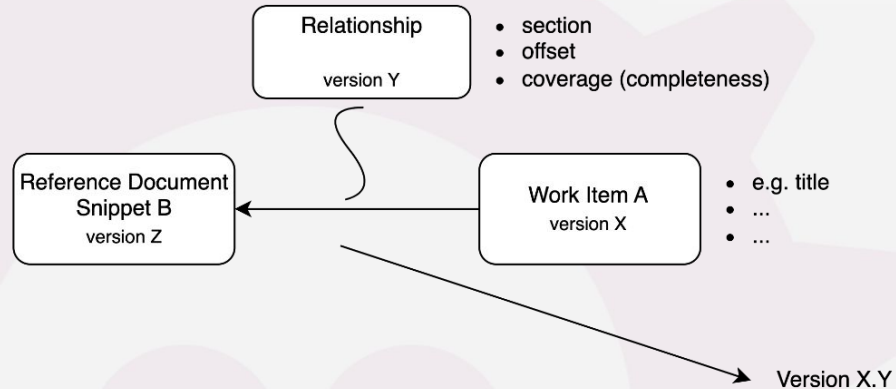 Relationship
version Y
• section
• offset
• coverage (completeness)
Reference Document
Snippet B
version Z
Work Item A
version X
• e.g. title
• ...
• ...
Version X.Y